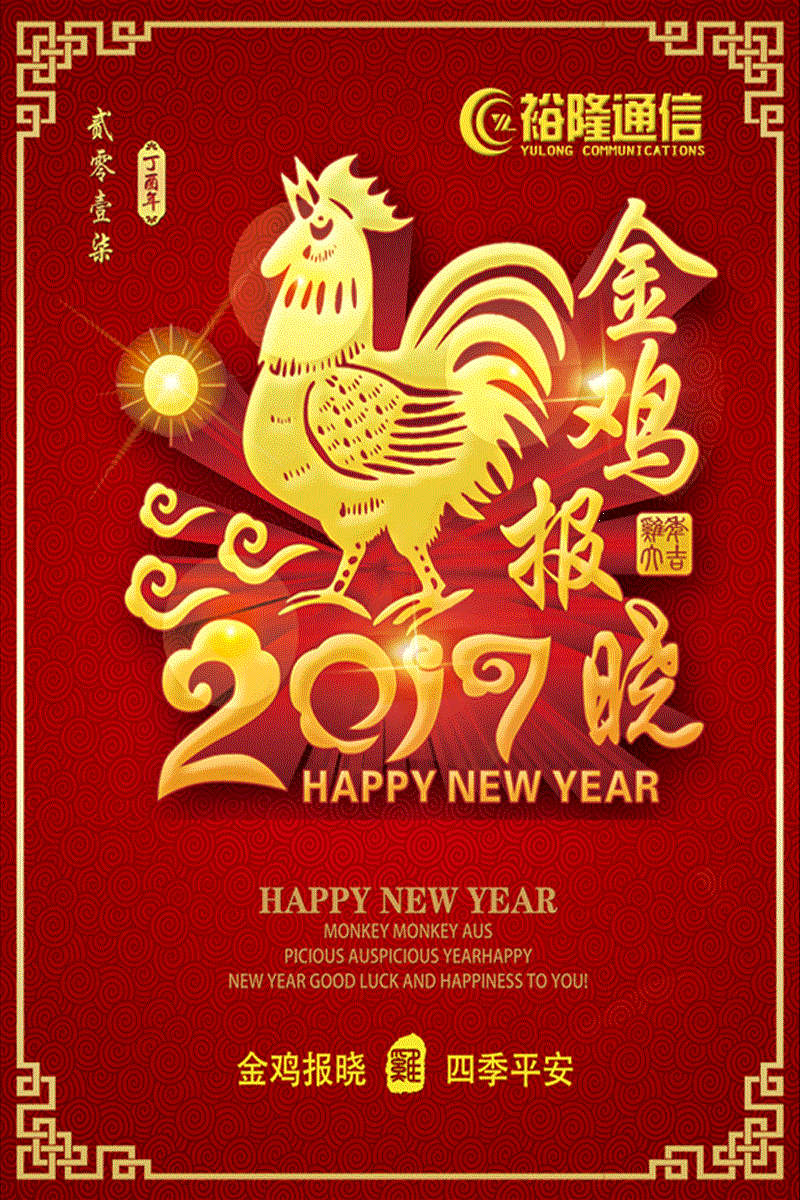 裕隆通信
YULONG COMMUNICATIONS
贰零壹柒
丁酉年
金鸡报晓
雞年
大吉
2017
HAPPY NEW YEAR
HAPPY NEW YEAR
MONKEY MONKEY AUS
PICIOUS AUSPICIOUS YEARHAPPY
NEW YEAR GOOD LUCK AND HAPPINESS TO YOU!
金鸡报晓 雞 四季平安